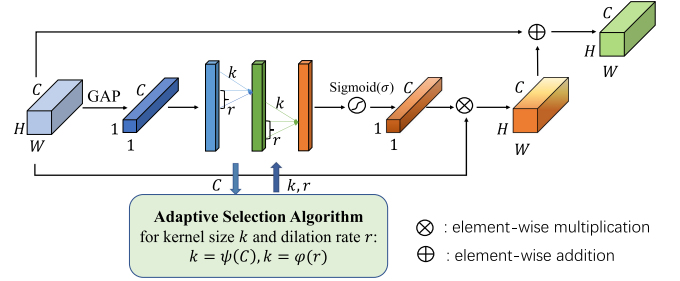 C
H
W
C
GAP
C
1
1
k
r
k
r
Sigmoid(σ)
C
1
1
C
H
W
C
H
W
C
k, r
Adaptive Selection Algorithm
for kernel size k and dilation rate r:
k = ψ(C), k = φ(r)
: element-wise multiplication
: element-wise addition